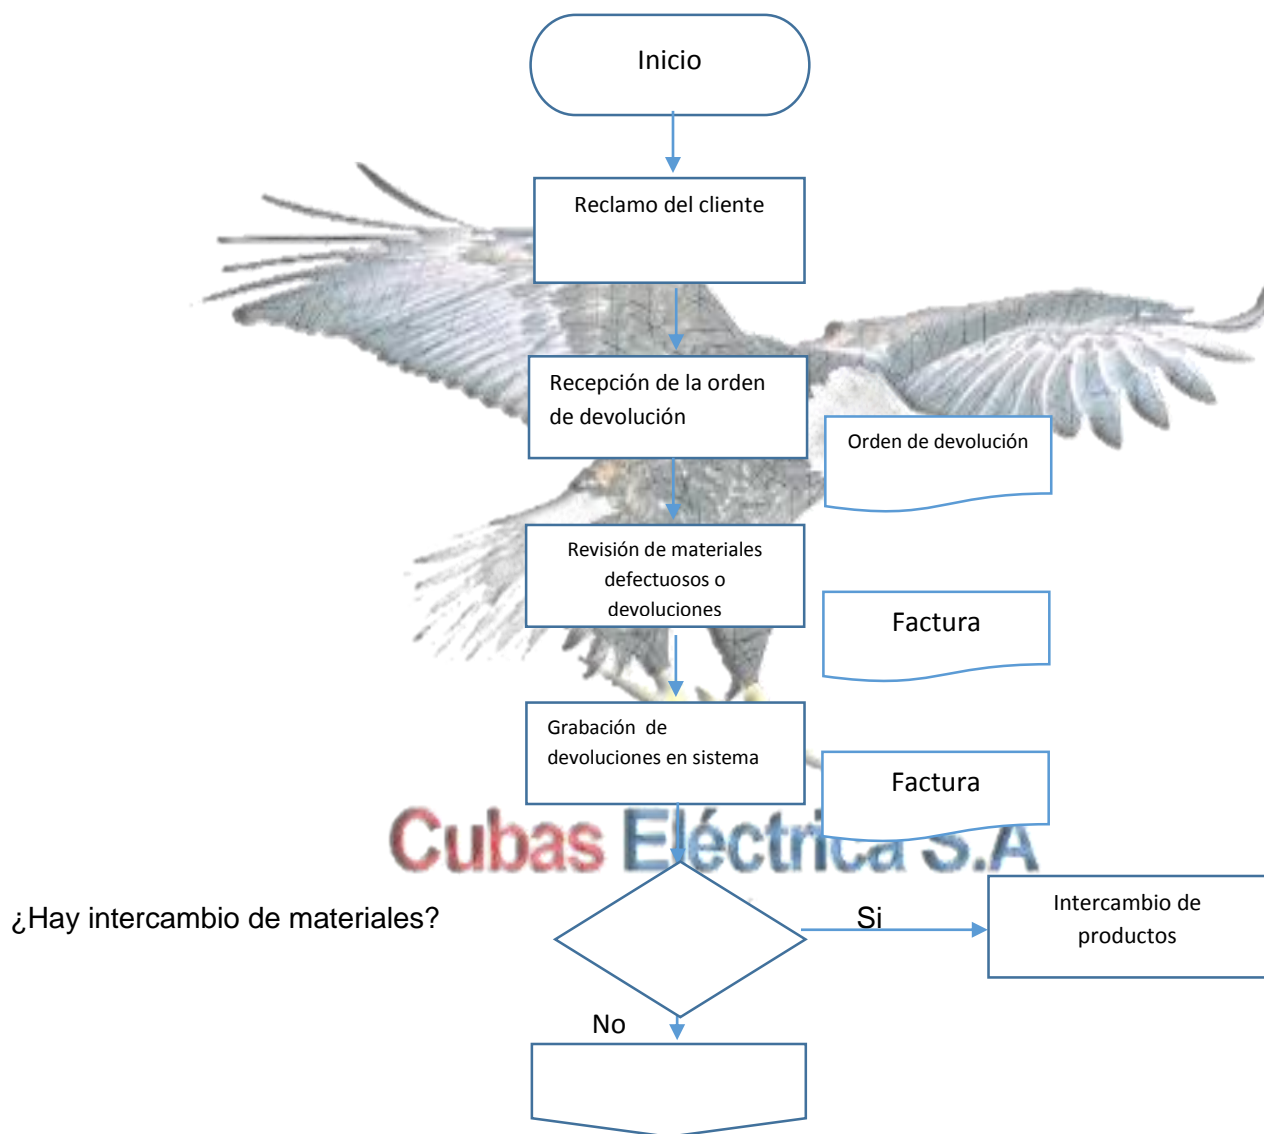 Inicio
Reclamo del cliente
Recepción de la orden
de devolución
Orden de devolución
Revisión de materiales
defectuosos o
devoluciones
Factura
Grabación de
devoluciones en sistema
Factura
Cubas Eléctrica S.A
¿Hay intercambio de materiales?
Si
Intercambio de
productos
No